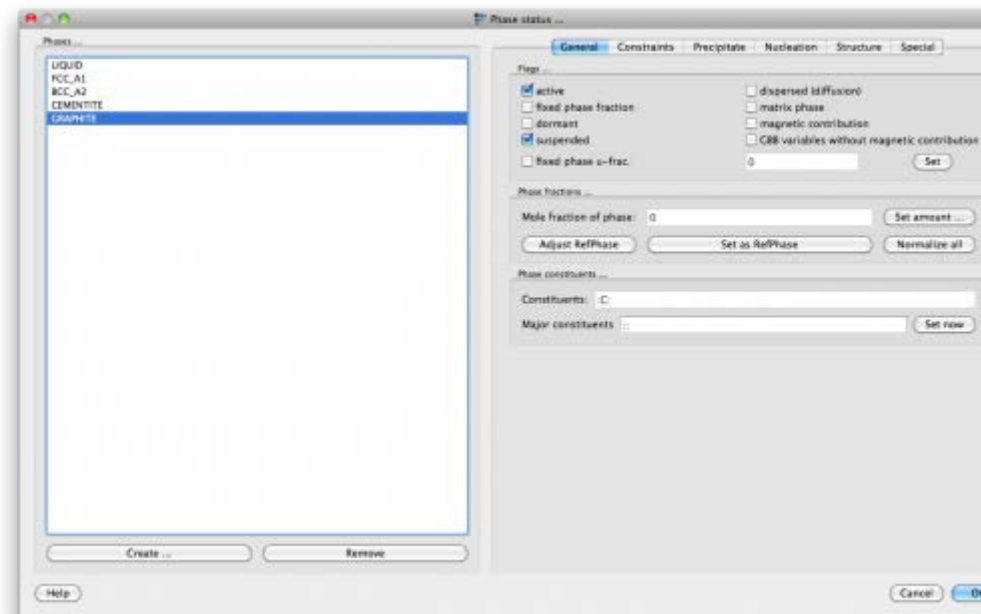 Phase status ...
Phases ...
LIQUID
FCC_A1
BCC_A2
CEMENTITE
GRAPHITE
Create ...
Remove
General Constraints Precipitate Nucleation Structure Special
Flags ...
active
fixed phase fraction
dormant
suspended
fixed phase u-frac.
dispersed (diffusion)
matrix phase
magnetic contribution
GBB variables without magnetic contribution
0 Set
Phase fractions ...
Mole fraction of phase: 0 Set amount ...
Adjust RefPhase Set as RefPhase Normalize all
Phase constituents ...
Constituents: :C:
Major constituents :: Set now
Help
Cancel